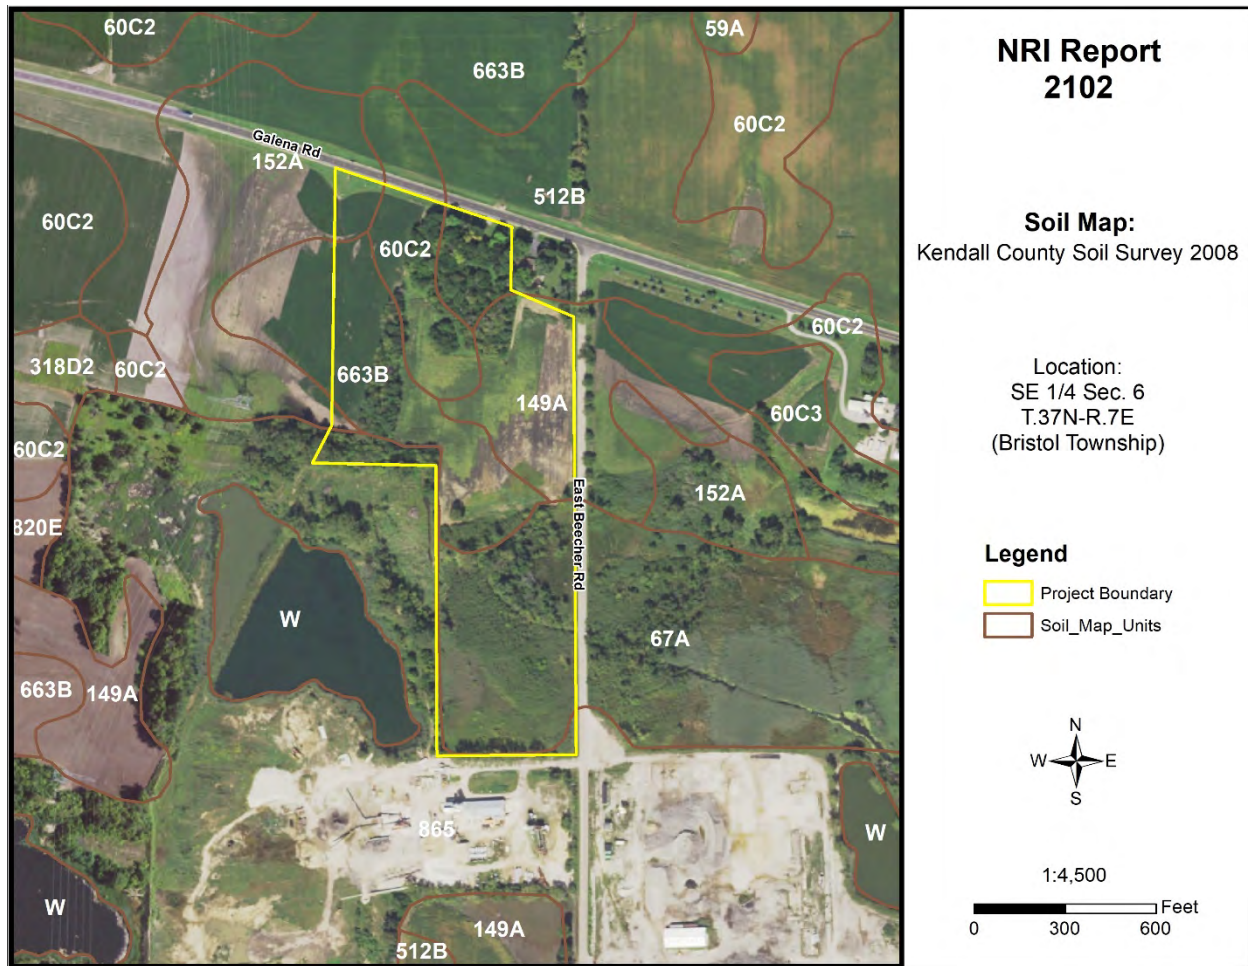 60C2
59A
663B
60C2
Galena Rd
152A
512B
60C2
60C2
60C2
318D2
60C2
663B
149A
60C3
60C2
152A
820E
East Beecher Rd
W
67A
663B
149A
865
W
W
149A
512B
NRI Report
2102
Soil Map:
Kendall County Soil Survey 2008
Location:
SE 1/4 Sec. 6
T.37N-R.7E
(Bristol Township)
Legend
Project Boundary
Soil_Map_Units
N
W E
S
1:4,500
Feet
0 300 600